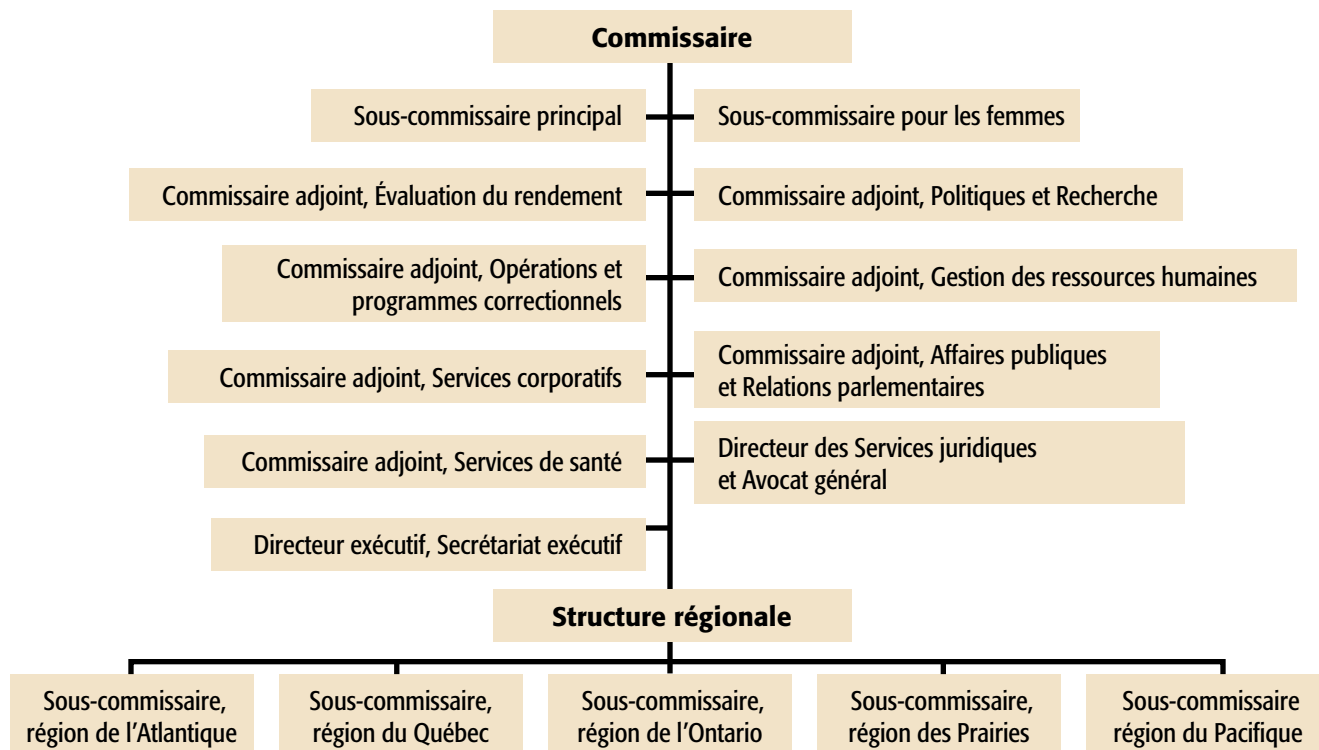 Commissaire
Sous-commissaire principal
Sous-commissaire pour les femmes
Commissaire adjoint, Évaluation du rendement
Commissaire adjoint, Politiques et Recherche
Commissaire adjoint, Opérations et
programmes correctionnels
Commissaire adjoint, Gestion des ressources humaines
Commissaire adjoint, Services corporatifs
Commissaire adjoint, Affaires publiques
et Relations parlementaires
Commissaire adjoint, Services de santé
Directeur des Services juridiques
et Avocat général
Directeur exécutif, Secrétariat exécutif
Structure régionale
Sous-commissaire,
région de l'Atlantique
Sous-commissaire,
région du Québec
Sous-commissaire,
région de l'Ontario
Sous-commissaire,
région des Prairies
Sous-commissaire
région du Pacifique